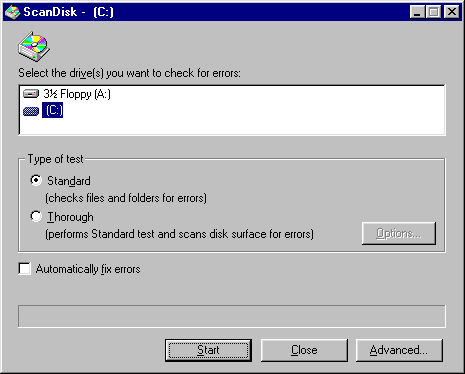 ScanDisk - (C:)
Select the drive(s) you want to check for errors:
3½ Floppy (A:)
(C:)
Type of test
Standard
(checks files and folders for errors)
Thorough
(performs Standard test and scans disk surface for errors)
Options...
Automatically fix errors
Start Close Advanced...